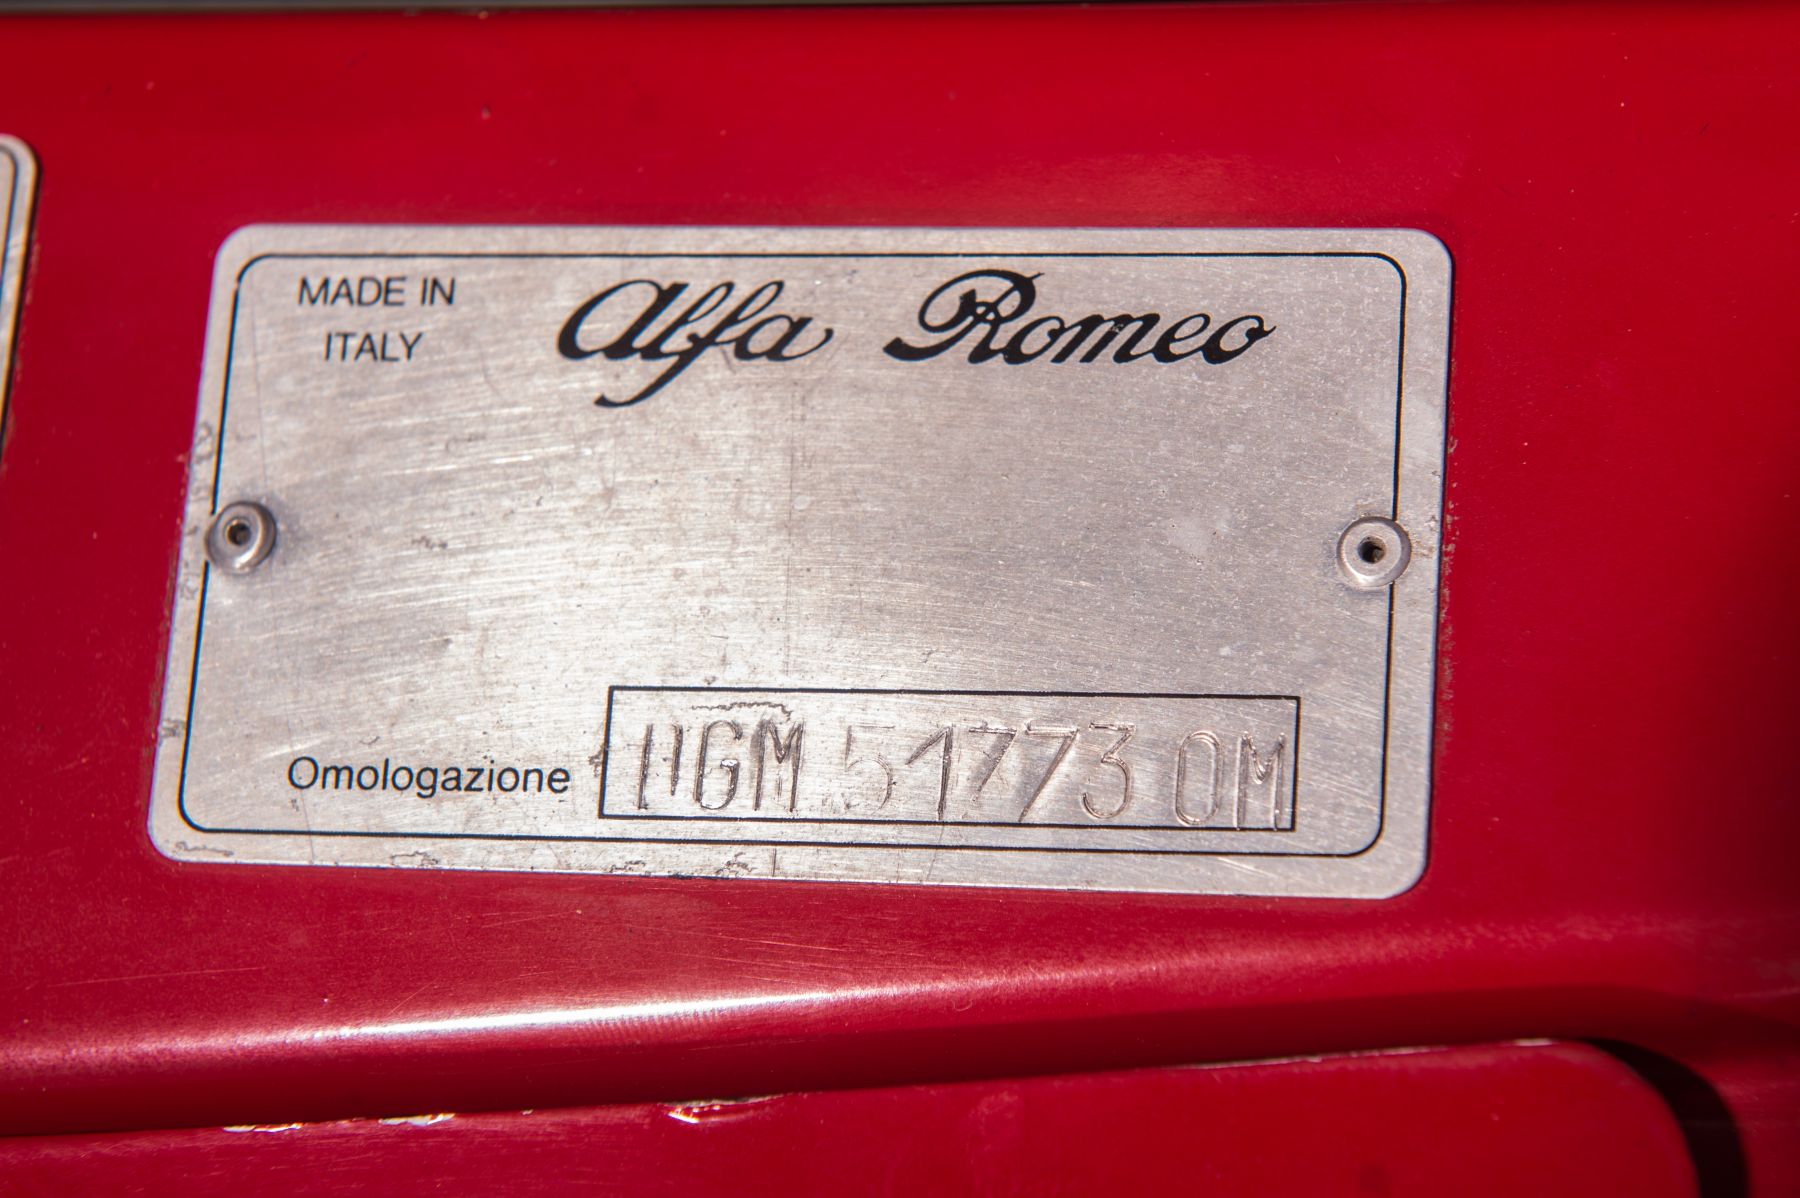 MADE IN
ITALY
Alfa Romeo
Omologazione DGM 51773 OM